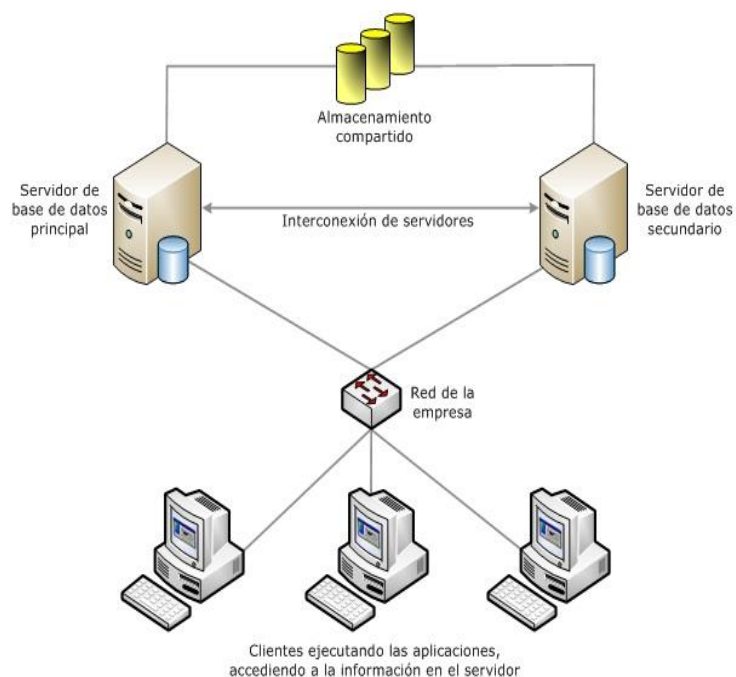 Almacenamiento
compartido
Servidor de
base de datos
principal
Interconexión de servidores
Servidor de
base de datos
secundario
Red de la
empresa
Clientes ejecutando las aplicaciones,
accediendo a la información en el servidor